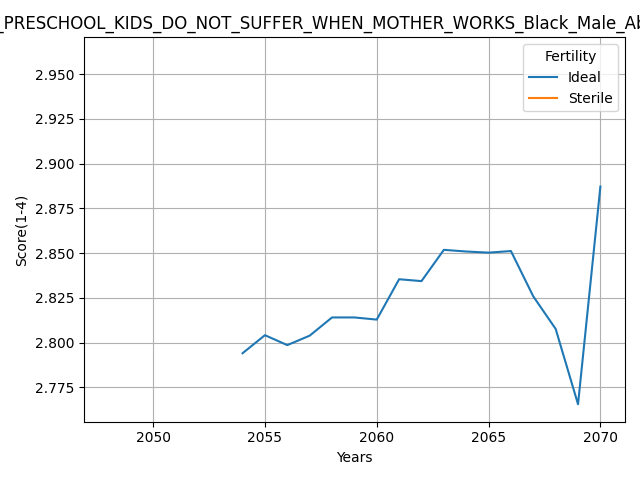 _PRESCHOOL_KIDS_DO_NOT_SUFFER_WHEN_MOTHER_WORKS_Black_Male_Ab
Fertility
Ideal
Sterile
2.950
2.925
2.900
2.875
2.850
2.825
2.800
2.775
Score(1-4)
2050 2055 2060 2065 2070
Years